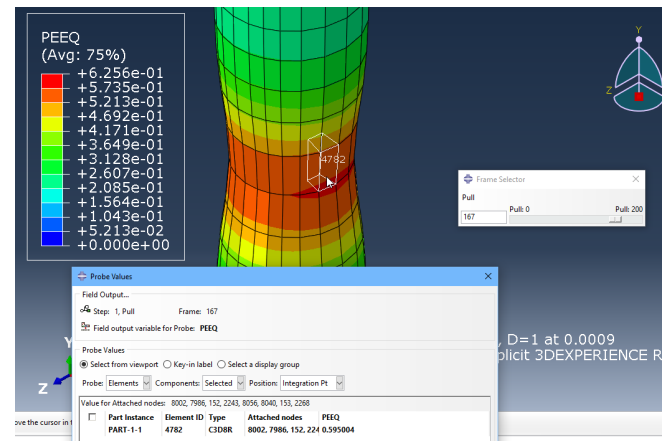 PEEQ
(Avg: 75%)
+6.256e-01
+5.735e-01
+5.213e-01
+4.692e-01
+4.171e-01
+3.649e-01
+3.128e-01
+2.607e-01
+2.085e-01
+1.564e-01
+1.043e-01
+5.213e-02
+0.000e+00
4782
Y
Z
Frame Selector
Pull
Pull: 0 Pull: 200
167
Probe Values
Field Output...
Step: 1, Pull Frame: 167
Field output variable for Probe: PEEQ
Probe Values
Select from viewport Key-in label Select a display group
Probe: Elements Components: Selected Position: Integration Pt
Value for Attached nodes: 8002, 7986, 152, 2243, 8056, 8040, 153, 2268
Part Instance Element ID Type Attached nodes PEEQ
PART-1-1 4782 C3D8R 8002, 7986, 152, 224 0.595004
Y
Z
, D=1 at 0.0009
plicit 3DEXPERIENCE R
ove the cursor in t